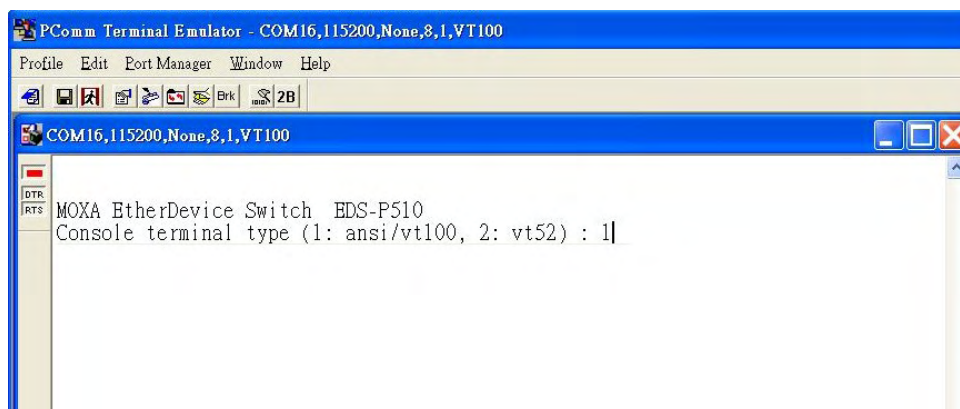 PComm Terminal Emulator - COM16,115200,None,8,1,VT100
Profile Edit Port Manager Window Help
Brk 2B
COM16,115200,None,8,1,VT100
DTR
RTS
MOXA EtherDevice Switch EDS-P510
Console terminal type (1: ansi/vt100, 2: vt52) : 1